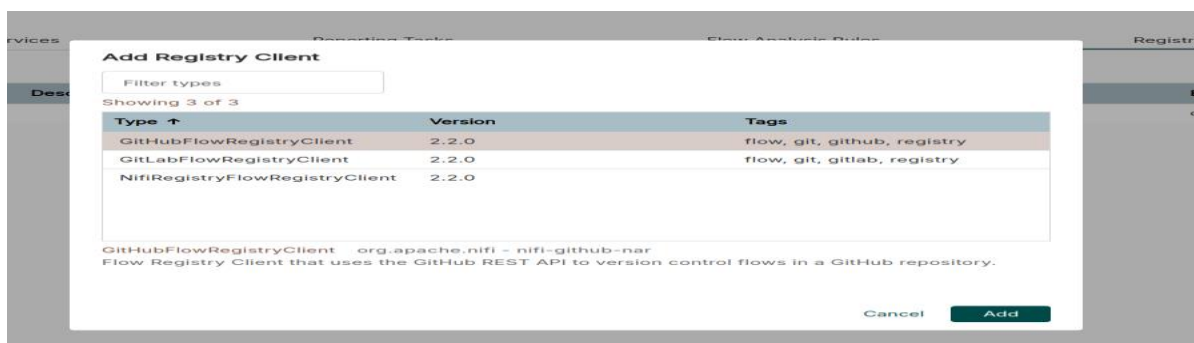 Add Registry Client
Filter types
Showing 3 of 3
Type ↑ Version Tags
GitHubFlowRegistryClient 2.2.0 flow, git, github, registry
GitLabFlowRegistryClient 2.2.0 flow, git, gitlab, registry
NifiRegistryFlowRegistryClient 2.2.0
GitHubFlowRegistryClient org.apache.nifi - nifi-github-nar
Flow Registry Client that uses the GitHub REST API to version control flows in a GitHub repository.
Cancel Add